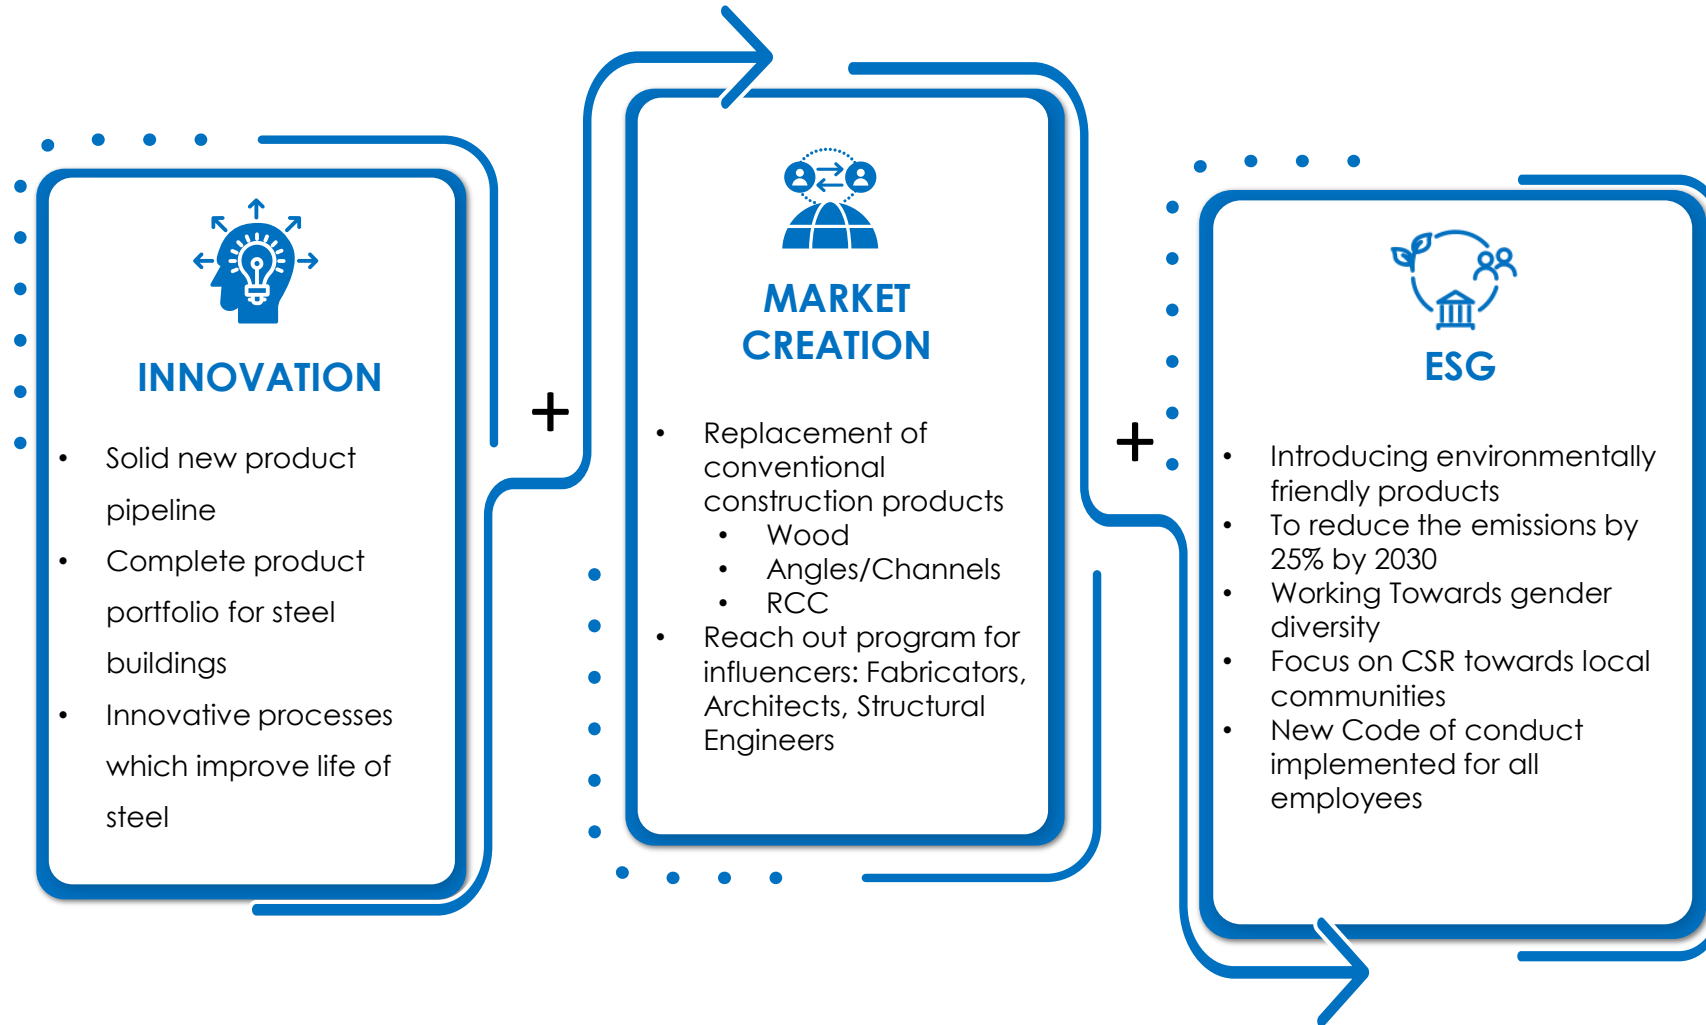 INNOVATION
• Solid new product
pipeline
• Complete product
portfolio for steel
buildings
• Innovative processes
which improve life of
steel
+
MARKET
CREATION
• Replacement of
conventional
construction products
• Wood
• Angles/Channels
• RCC
• Reach out program for
influencers: Fabricators,
Architects, Structural
Engineers
+
ESG
• Introducing environmentally
friendly products
• To reduce the emissions by
25% by 2030
• Working Towards gender
diversity
• Focus on CSR towards local
communities
• New Code of conduct
implemented for all
employees